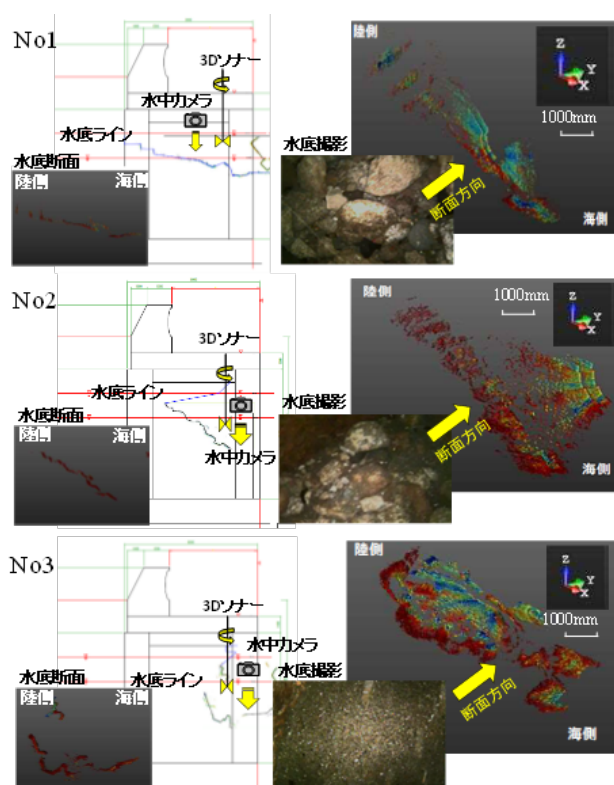 No1
3Dソナー
水中カメラ
水底ライン
水底断面
陸側
海側
水底撮影
断面方向
陸側
Z
Y
X
1000mm
海側
No2
3Dソナー
水底ライン
水底断面
陸側
海側
水中カメラ
水底撮影
断面方向
陸側
1000mm
Z
Y
X
海側
No3
3Dソナー
水中カメラ
水底ライン
水底断面
陸側
海側
水底撮影
断面方向
陸側
Z
Y
X
1000mm
海側